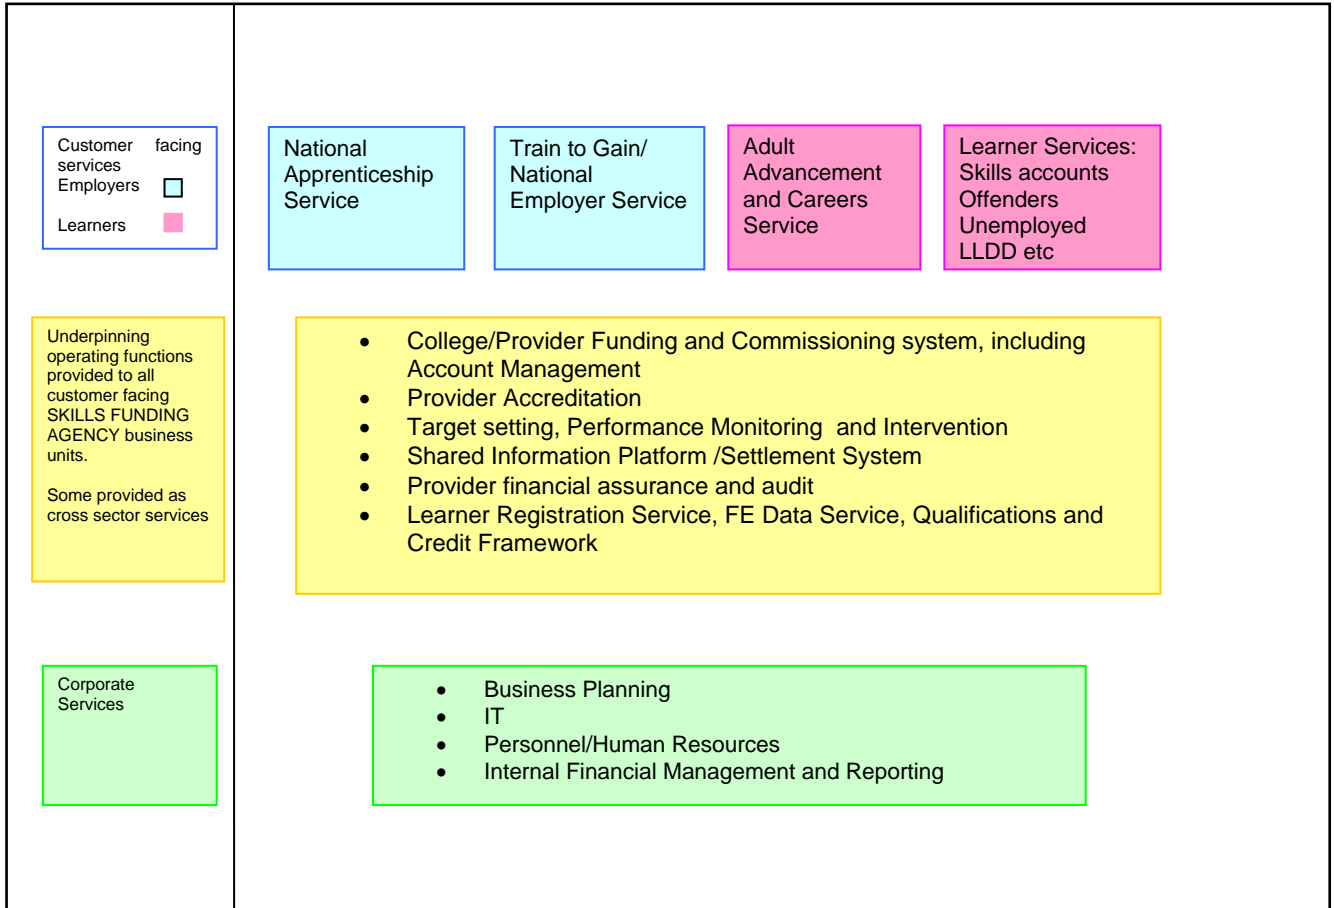 Customer facing
services
Employers
Learners
National
Apprenticeship
Service
Train to Gain/
National
Employer Service
Adult
Advancement
and Careers
Service
Learner Services:
Skills accounts
Offenders
Unemployed
LLDD etc
Underpinning
operating functions
provided to all
customer facing
SKILLS FUNDING
AGENCY business
units.
Some provided as
cross sector services
• College/Provider Funding and Commissioning system, including
Account Management
• Provider Accreditation
• Target setting, Performance Monitoring and Intervention
• Shared Information Platform /Settlement System
• Provider financial assurance and audit
• Learner Registration Service, FE Data Service, Qualifications and
Credit Framework
Corporate
Services
• Business Planning
• IT
• Personnel/Human Resources
• Internal Financial Management and Reporting